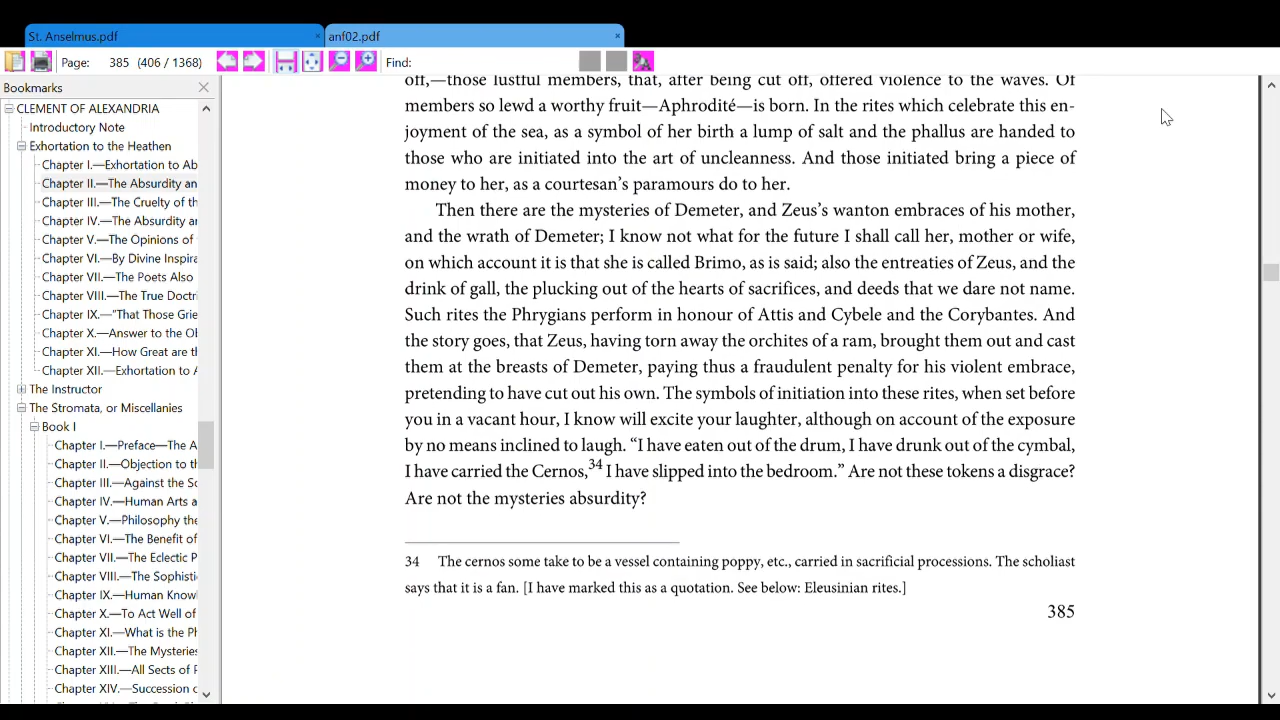 St. Anselmus.pdf
×
anf02.pdf
×
Page: 385 (406 / 1368)
Find:
Bookmarks
CLEMENT OF ALEXANDRIA
Introductory Note
Exhortation to the Heathen
Chapter I.—Exhortation to Ab
Chapter II.—The Absurdity an
Chapter III.—The Cruelty of th
Chapter IV.—The Absurdity ar
Chapter V.—The Opinions of
Chapter VI.—By Divine Inspira
Chapter VII.—The Poets Also
Chapter VIII.—The True Doctri
Chapter IX.—“That Those Grie
Chapter X.—Answer to the Ob
Chapter XI.—How Great are th
Chapter XII.—Exhortation to A
The Instructor
The Stromata, or Miscellanies
Book I
Chapter I.—Preface—The A
Chapter II.—Objection to th
Chapter III.—Against the So
Chapter IV.—Human Arts a
Chapter V.—Philosophy the
Chapter VI.—The Benefit of
Chapter VII.—The Eclectic P
Chapter VIII.—The Sophisti
Chapter IX.—Human Know
Chapter X.—To Act Well of
Chapter XI.—What is the Ph
Chapter XII.—The Mysteries
Chapter XIII.—All Sects of P
Chapter XIV.—Succession o
off,—those lustful members, that, after being cut off, offered violence to the waves. Of
members so lewd a worthy fruit—Aphrodité—is born. In the rites which celebrate this en-
joyment of the sea, as a symbol of her birth a lump of salt and the phallus are handed to
those who are initiated into the art of uncleanness. And those initiated bring a piece of
money to her, as a courtesan’s paramours do to her.
Then there are the mysteries of Demeter, and Zeus’s wanton embraces of his mother,
and the wrath of Demeter; I know not what for the future I shall call her, mother or wife,
on which account it is that she is called Brimo, as is said; also the entreaties of Zeus, and the
drink of gall, the plucking out of the hearts of sacrifices, and deeds that we dare not name.
Such rites the Phrygians perform in honour of Attis and Cybele and the Corybantes. And
the story goes, that Zeus, having torn away the orchites of a ram, brought them out and cast
them at the breasts of Demeter, paying thus a fraudulent penalty for his violent embrace,
pretending to have cut out his own. The symbols of initiation into these rites, when set before
you in a vacant hour, I know will excite your laughter, although on account of the exposure
by no means inclined to laugh. “I have eaten out of the drum, I have drunk out of the cymbal,
I have carried the Cernos,34 I have slipped into the bedroom.” Are not these tokens a disgrace?
Are not the mysteries absurdity?
34 The cernos some take to be a vessel containing poppy, etc., carried in sacrificial processions. The scholiast
says that it is a fan. [I have marked this as a quotation. See below: Eleusinian rites.]
385